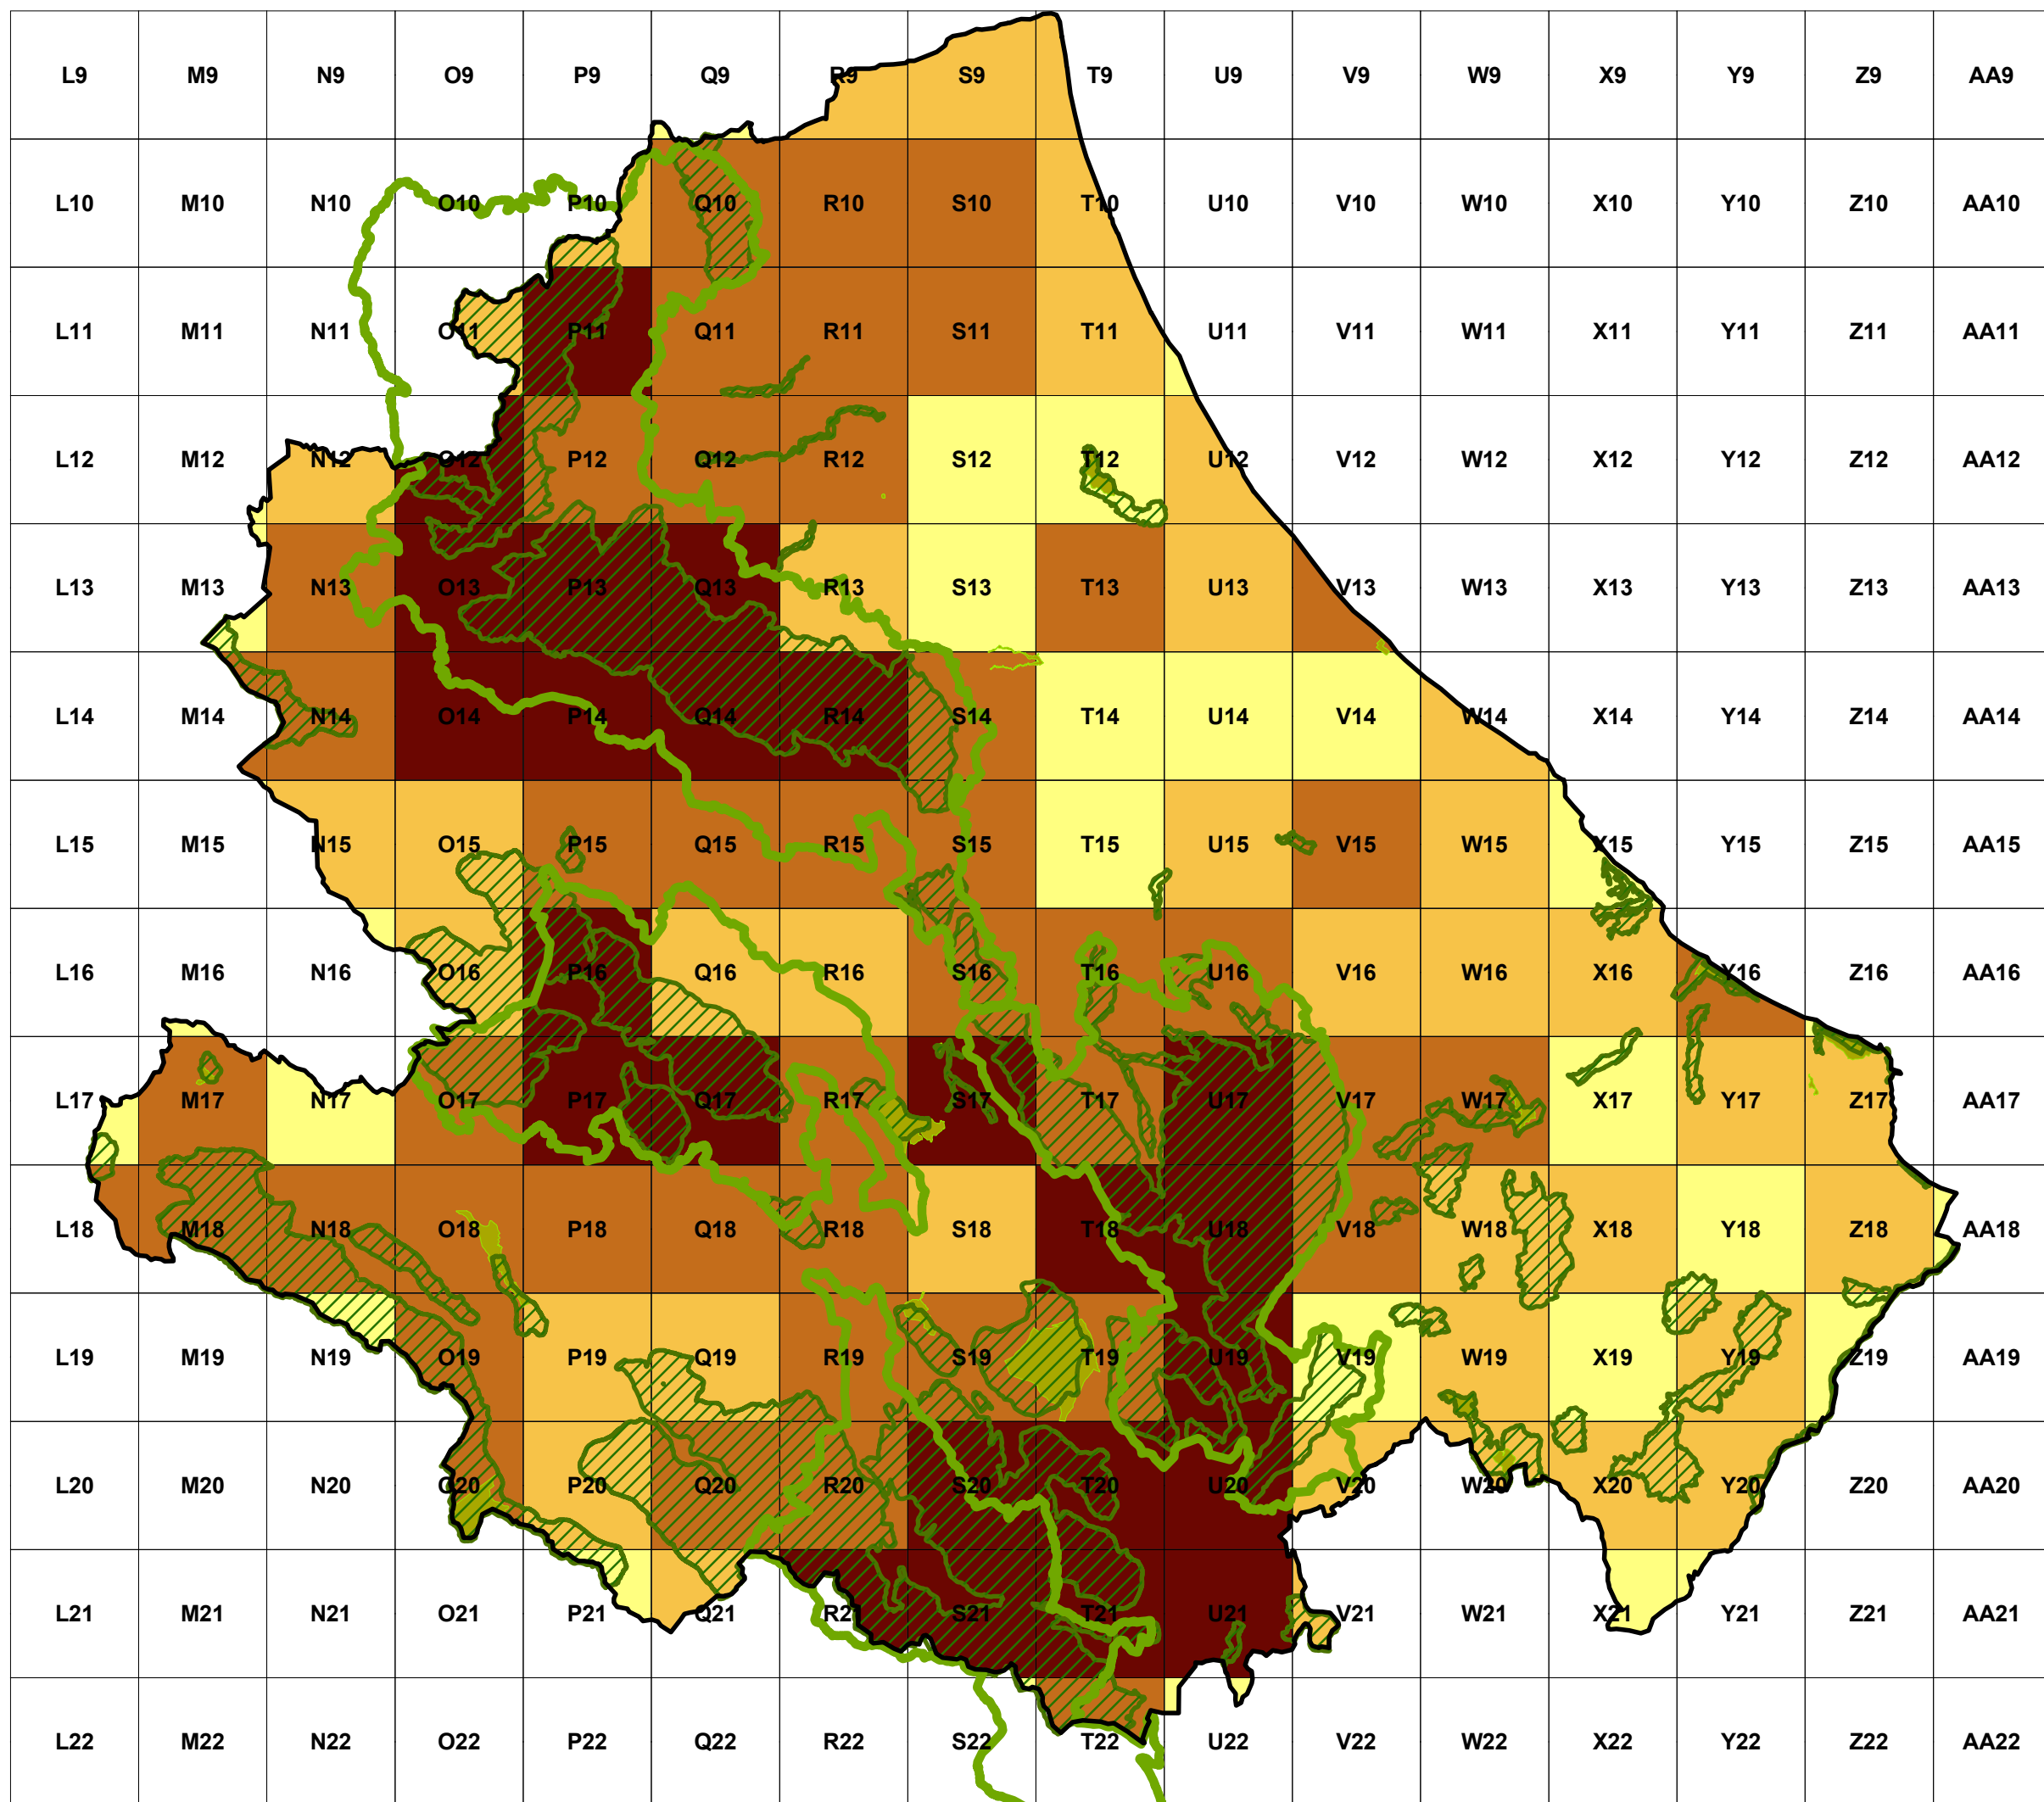 L9 M9 N9 O9 P9 Q9 R9 S9 T9 U9 V9 W9 X9 Y9 Z9 AA9
L10 M10 N10 O10 P10 Q10 R10 S10 T10 U10 V10 W10 X10 Y10 Z10 AA10
L11 M11 N11 O11 P11 Q11 R11 S11 T11 U11 V11 W11 X11 Y11 Z11 AA11
L12 M12 N12 O12 P12 Q12 R12 S12 T12 U12 V12 W12 X12 Y12 Z12 AA12
L13 M13 N13 O13 P13 Q13 R13 S13 T13 U13 V13 W13 X13 Y13 Z13 AA13
L14 M14 N14 O14 P14 Q14 R14 S14 T14 U14 V14 W14 X14 Y14 Z14 AA14
L15 M15 N15 O15 P15 Q15 R15 S15 T15 U15 V15 W15 X15 Y15 Z15 AA15
L16 M16 N16 O16 P16 Q16 R16 S16 T16 U16 V16 W16 X16 Y16 Z16 AA16
L17 M17 N17 O17 P17 Q17 R17 S17 T17 U17 V17 W17 X17 Y17 Z17 AA17
L18 M18 N18 O18 P18 Q18 R18 S18 T18 U18 V18 W18 X18 Y18 Z18 AA18
L19 M19 N19 O19 P19 Q19 R19 S19 T19 U19 V19 W19 X19 Y19 Z19 AA19
L20 M20 N20 O20 P20 Q20 R20 S20 T20 U20 V20 W20 X20 Y20 Z20 AA20
L21 M21 N21 O21 P21 Q21 R21 S21 T21 U21 V21 W21 X21 Y21 Z21 AA21
L22 M22 N22 O22 P22 Q22 R22 S22 T22 U22 V22 W22 X22 Y22 Z22 AA22